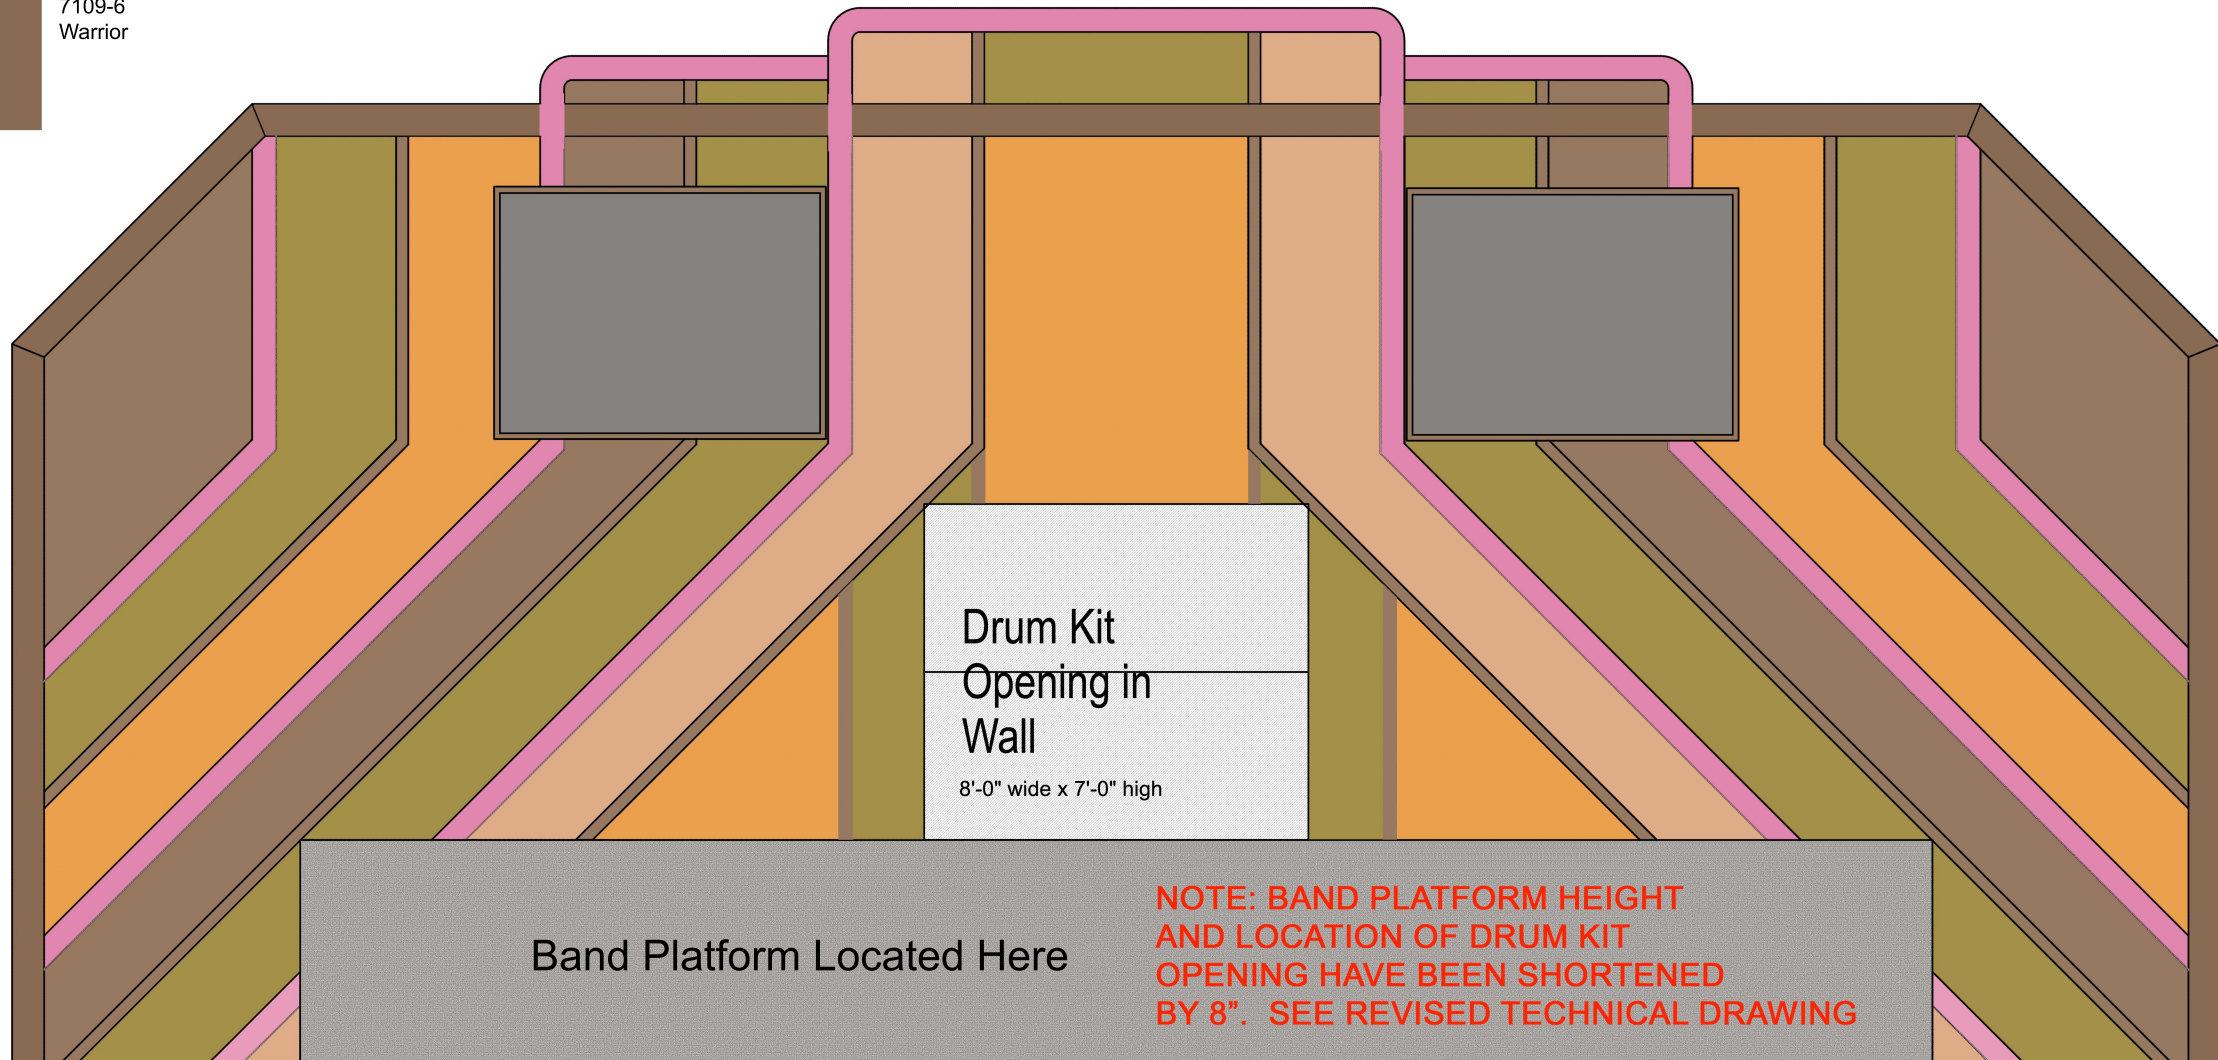 7109-6
Warrior
Drum Kit
Opening in
Wall
8'-0" wide x 7'-0" high
Band Platform Located Here
NOTE: BAND PLATFORM HEIGHT
AND LOCATION OF DRUM KIT
OPENING HAVE BEEN SHORTENED
BY 8”.  SEE REVISED TECHNICAL DRAWING